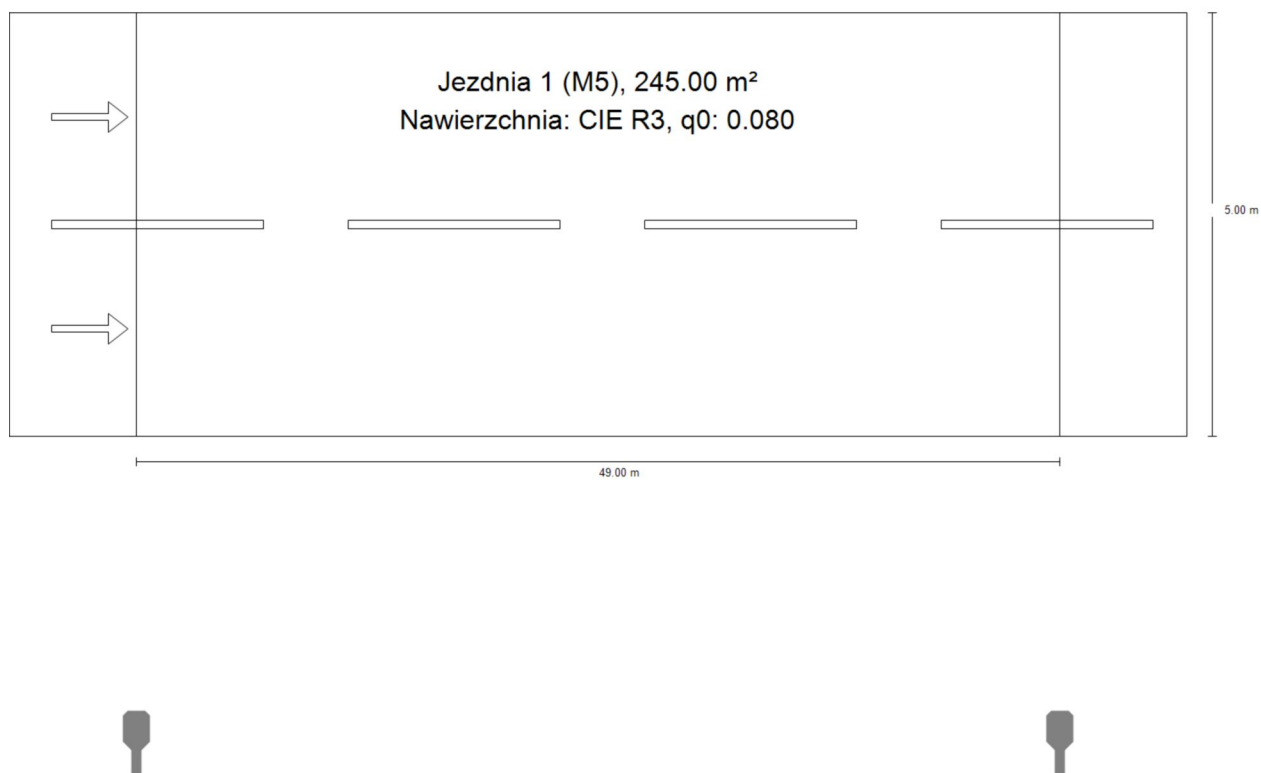 Jezdnia 1 (M5), 245.00 m²
Nawierzchnia: CIE R3, q0: 0.080
5.00 m
49.00 m